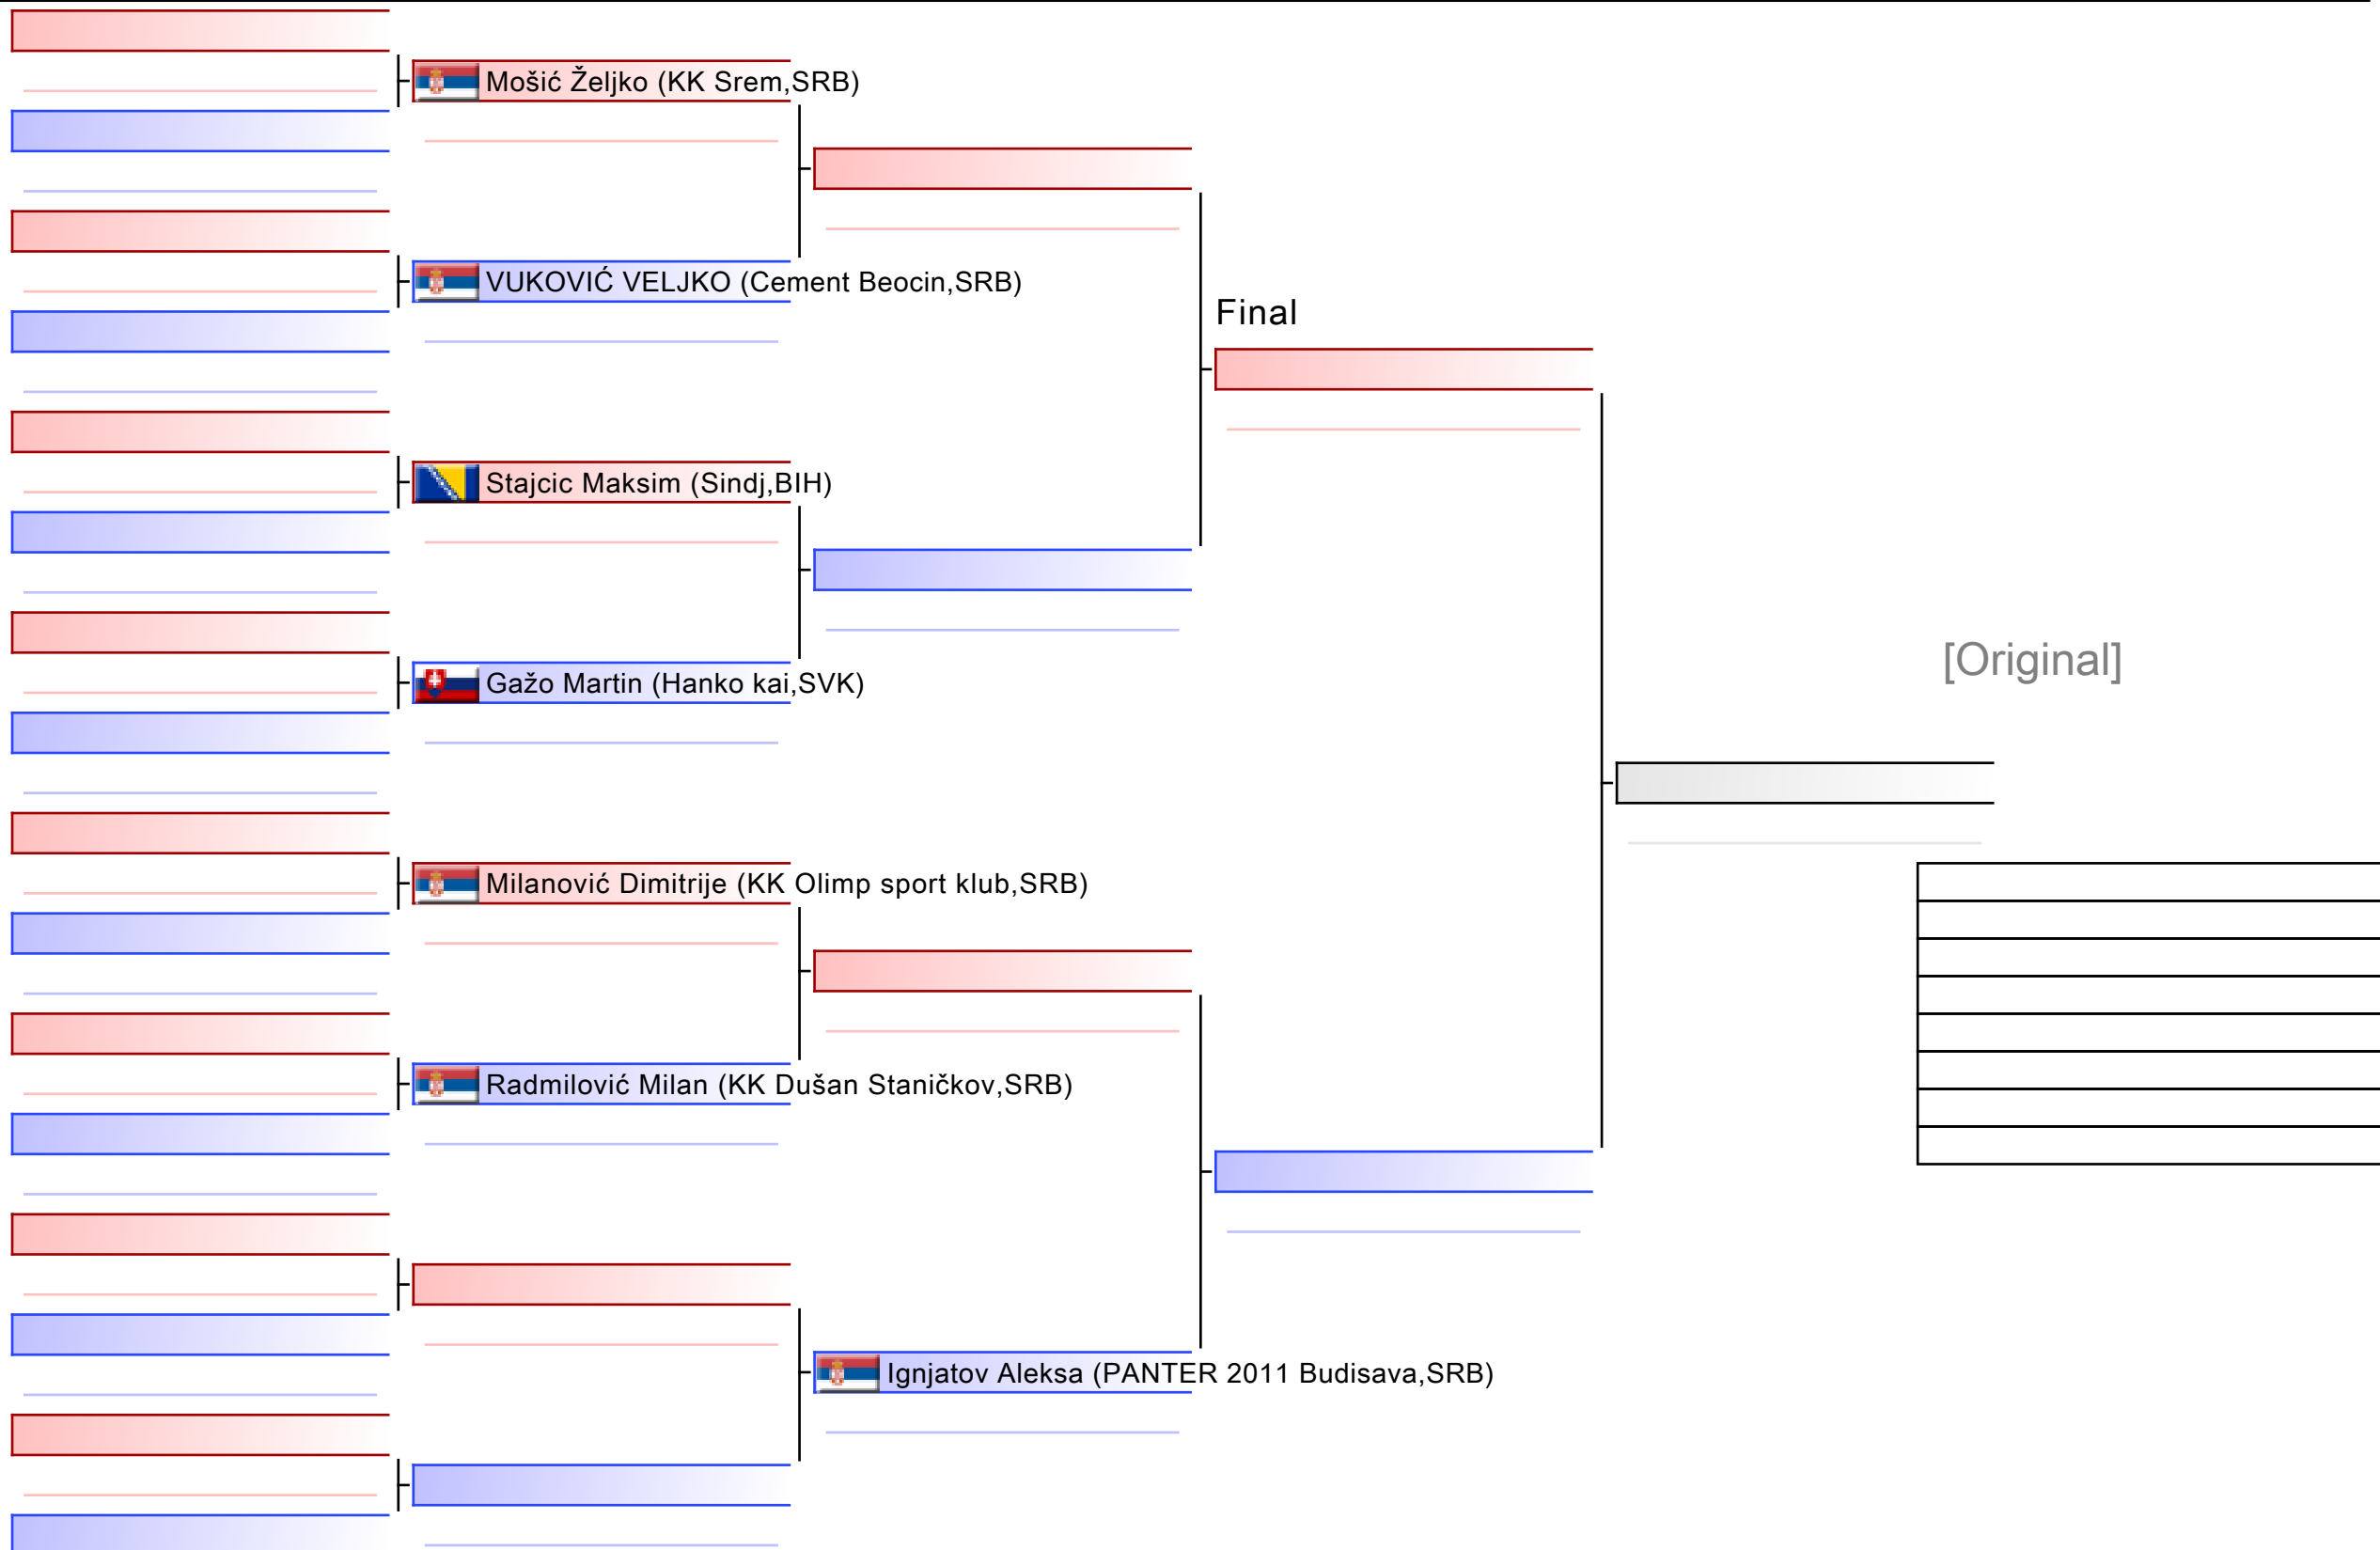 Mošić Željko (KK Srem,SRB)
VUKOVIĆ VELJKO (Cement Beocin,SRB)
Final
Stajcic Maksim (Sindj,BIH)
[Original]
Gažo Martin (Hanko kai,SVK)
Milanović Dimitrije (KK Olimp sport klub,SRB)
Radmilović Milan (KK Dušan Staničkov,SRB)
Ignjatov Aleksa (PANTER 2011 Budisava,SRB)